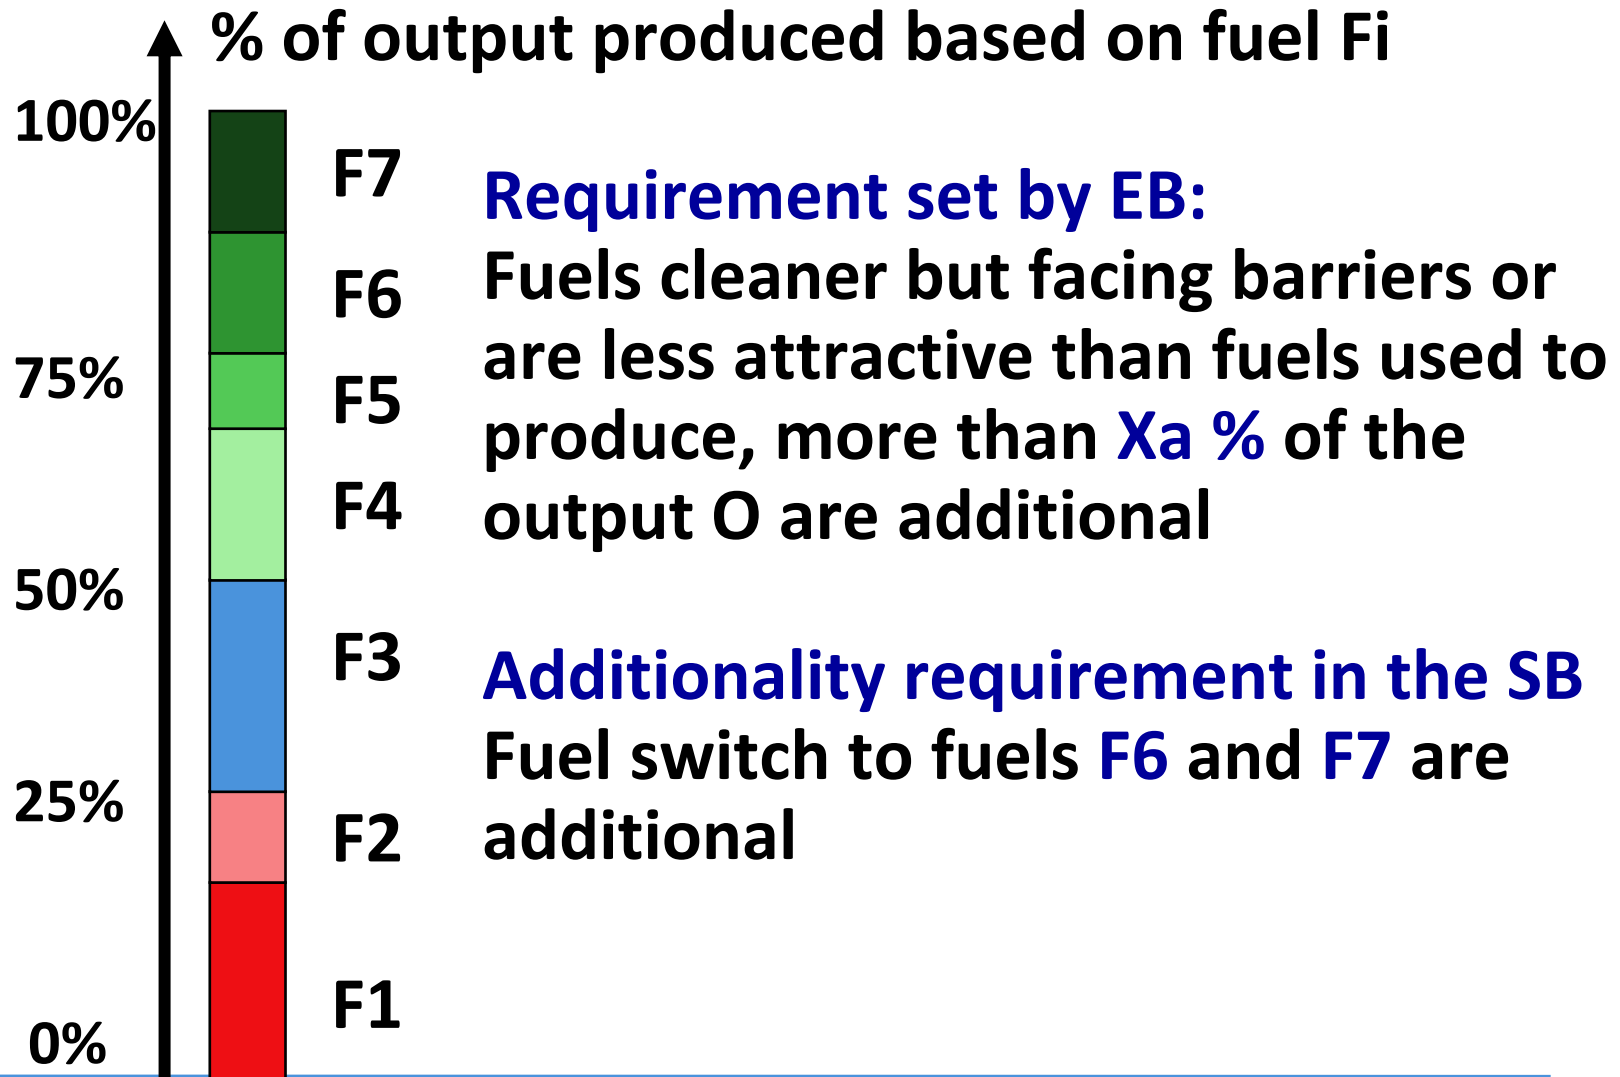 % of output produced based on fuel Fi
100%
F7
Requirement set by EB:
F6
Fuels cleaner but facing barriers or
are less attractive than fuels used to
75%
F5
produce, more than Xa % of the
F4
output O are additional
50%
F3
Additionality requirement in the SB
Fuel switch to fuels F6 and F7 are
25%
F2
additional
F1
0%